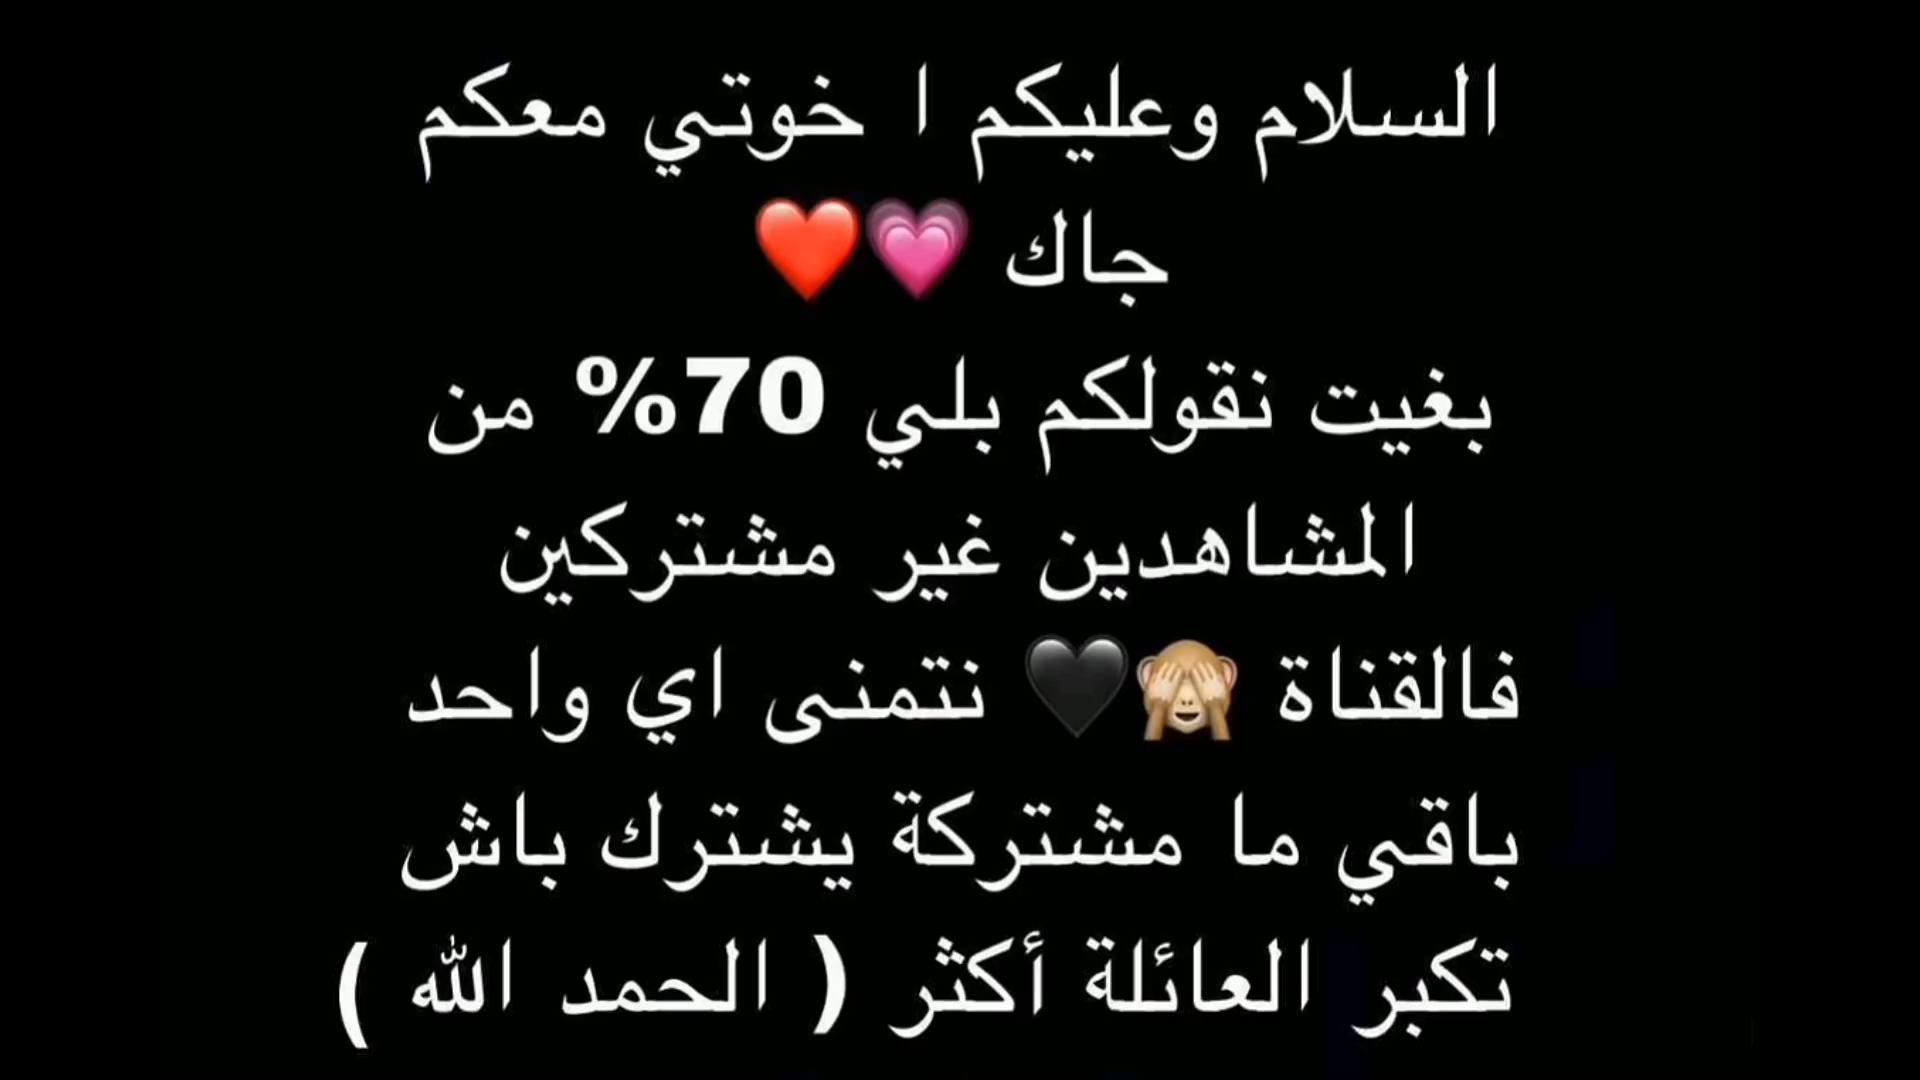 السلام وعليكم ا خوتي معكم
جاك 💗❤️
بغيت نقولكم بلي 70% من
المشاهدين غير مشتركين
فالقناة 🙈🖤 نتمنى اي واحد
باقي ما مشتركة يشترك باش
تكبر العائلة أكثر ( الحمد الله )